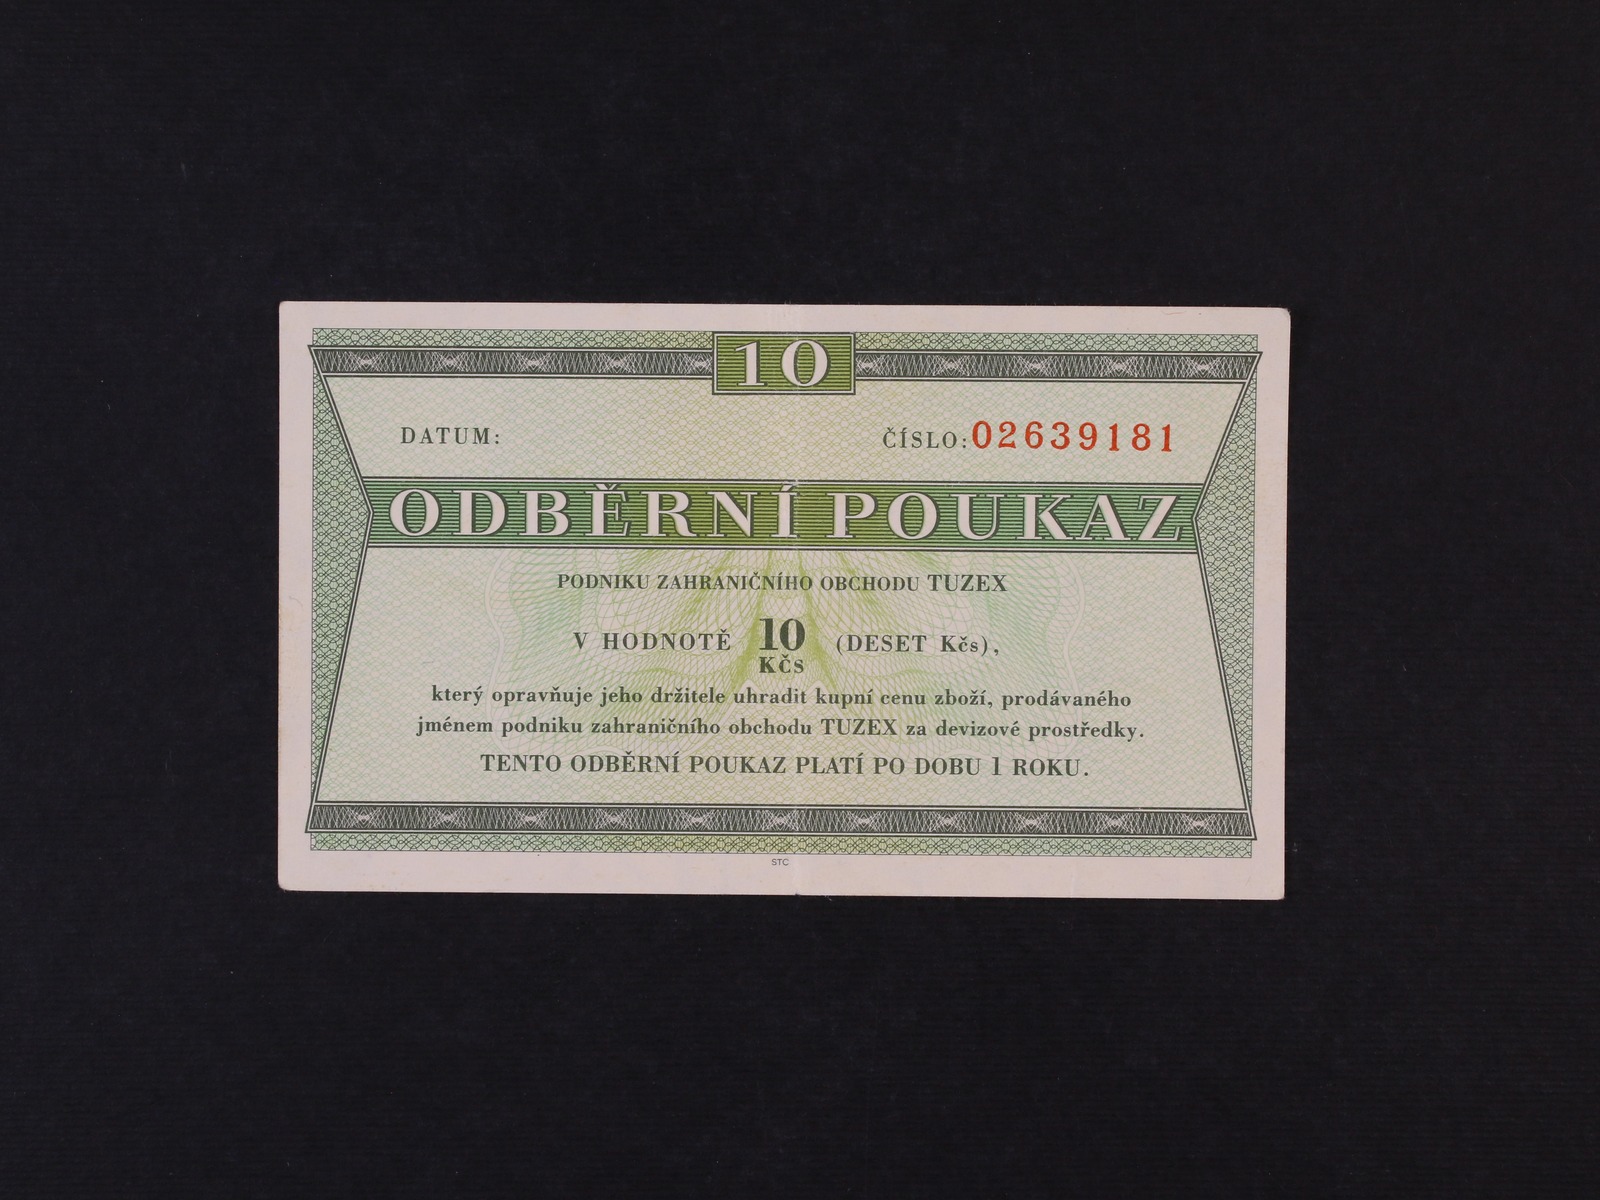 10
DATUM:
ČÍSLO: 02639181
ODBĚRNÍ POUKAZ
PODNIKU ZAHRANIČNÍHO OBCHODU TUZEX
V HODNOTĚ 10 Kčs (DESET Kčs),
který opravňuje jeho držitele uhradit kupní cenu zboží, prodávaného
jménem podniku zahraničního obchodu TUZEX za devizové prostředky.
TENTO ODBĚRNÍ POUKAZ PLATÍ PO DOBU 1 ROKU.
STC